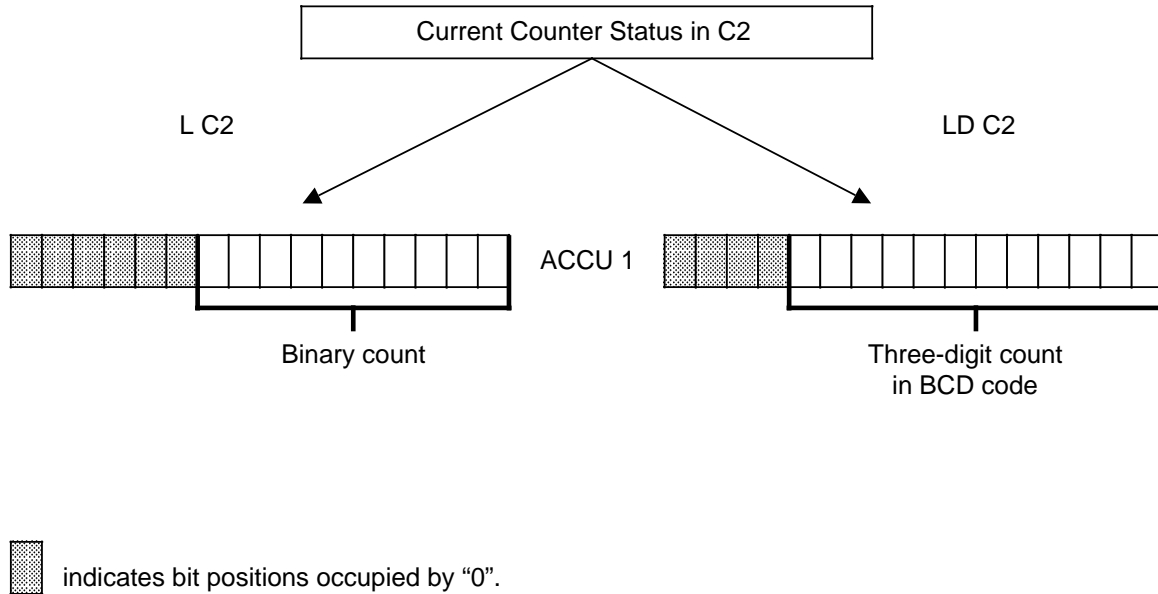 Current Counter Status in C2
L C2
LD C2
ACCU 1
Binary count
Three-digit count
in BCD code
indicates bit positions occupied by “0”.